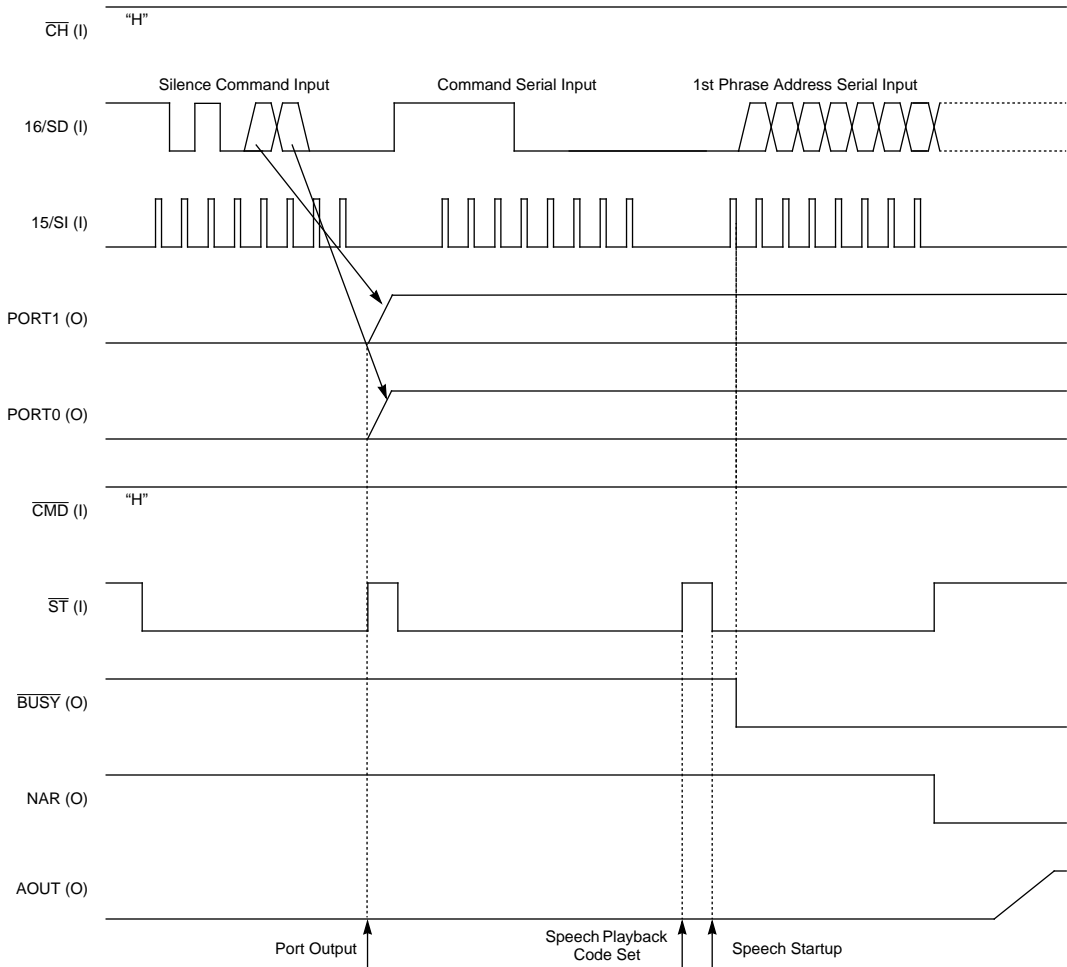 CH (I)
“H”
Silence Command Input
Command Serial Input
1st Phrase Address Serial Input
16/SD (I)
15/SI (I)
PORT1 (O)
PORT0 (O)
CMD (I)
“H”
ST (I)
BUSY (O)
NAR (O)
AOUT (O)
Port Output
Speech Playback
Code Set
Speech Startup